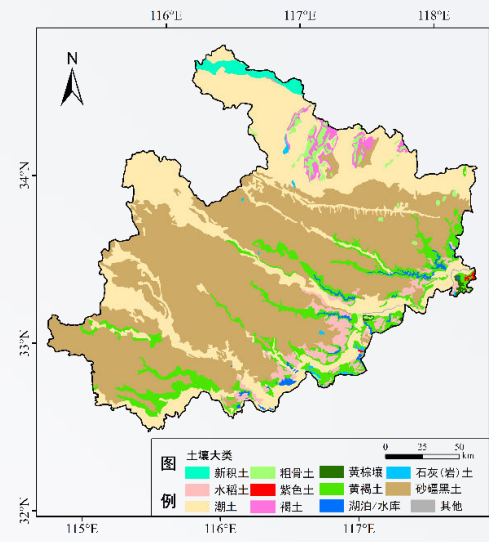 116°E 117°E 118°E
N
34°N
33°N
32°N
图例
土壤大类
0 25 50
km
新积土 粗骨土 黄棕壤 石灰(岩)土
水稻土 紫色土 黄褐土 砂礓黑土
潮土 褐土 湖泊/水库 其他
115°E 116°E 117°E